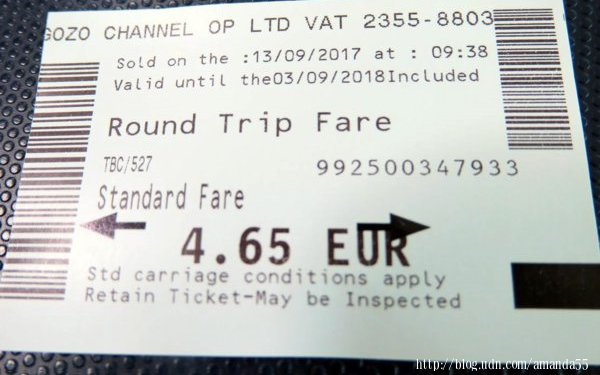 GOZO CHANNEL OP LTD VAT 2355-8803
Sold on the :13/09/2017 at : 09:38
Valid until the03/09/2018Included
Round Trip Fare
TBC/527 992500347933
Standard Fare
4.65 EUR
Std carriage conditions apply
Retain Ticket-May be Inspected
http://blog.udn.com/amanda55